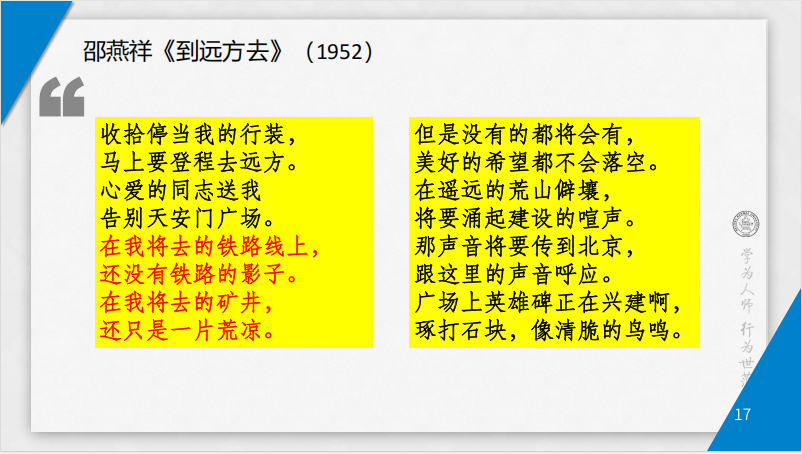 邵燕祥《到远方去》（1952）
收拾停当我的行装，
马上要登程去远方。
心爱的同志送我
告别天安门广场。
在我将去的铁路线上，
还没有铁路的影子。
在我将去的矿井，
还只是一片荒凉。
但是没有的都将会有，
美好的希望都不会落空。
在遥远的荒山僻壤，
将要涌起建设的喧声。
那声音将要传到北京，
跟这里的声音呼应。
广场上英雄碑正在兴建啊，
琢打石块，像清脆的鸟鸣。
学为人师 行为世
17